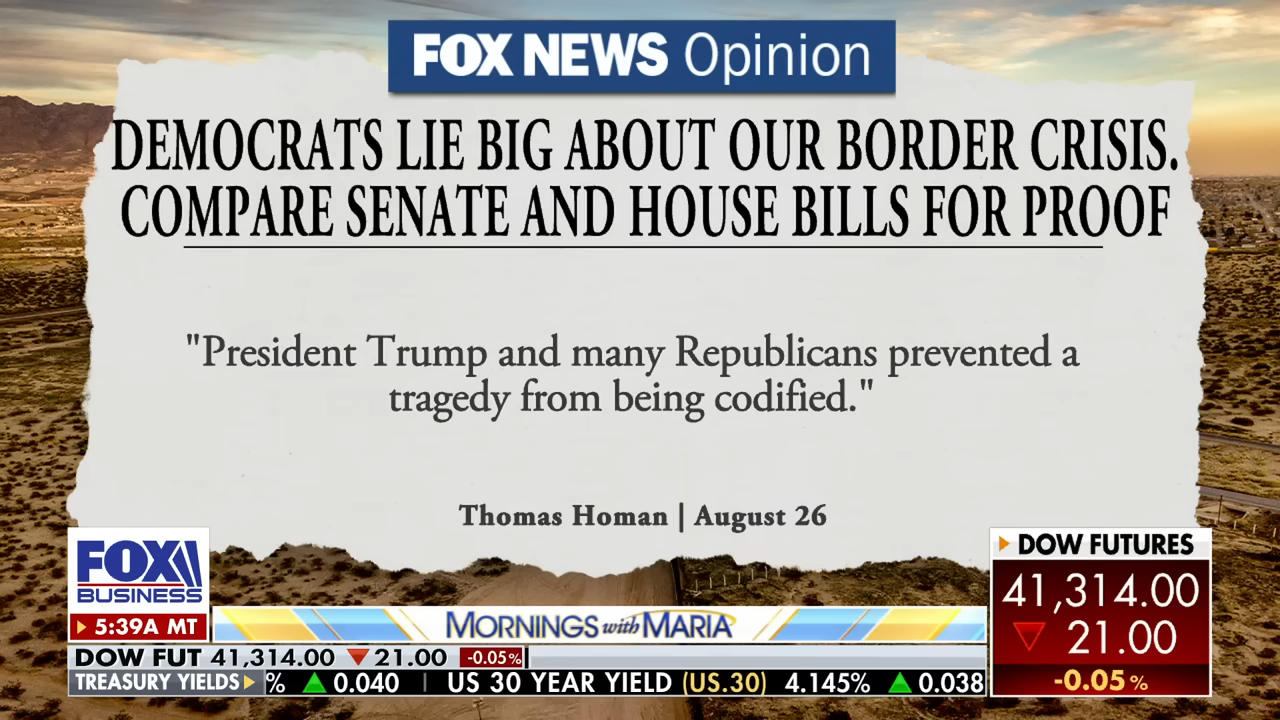 FOX NEWS Opinion
DEMOCRATS LIE BIG ABOUT OUR BORDER CRISIS.
COMPARE SENATE AND HOUSE BILLS FOR PROOF
"President Trump and many Republicans prevented a
tragedy from being codified."
Thomas Homan | August 26
FOX
BUSINESS
5:39A MT
MORNINGS with MARIA
DOW FUTURES
41,314.00
21.00
-0.05%
DOW FUT 41,314.00 21.00 -0.05%
TREASURY YIELDS % 0.040 | US 30 YEAR YIELD (US.30) 4.145% 0.038